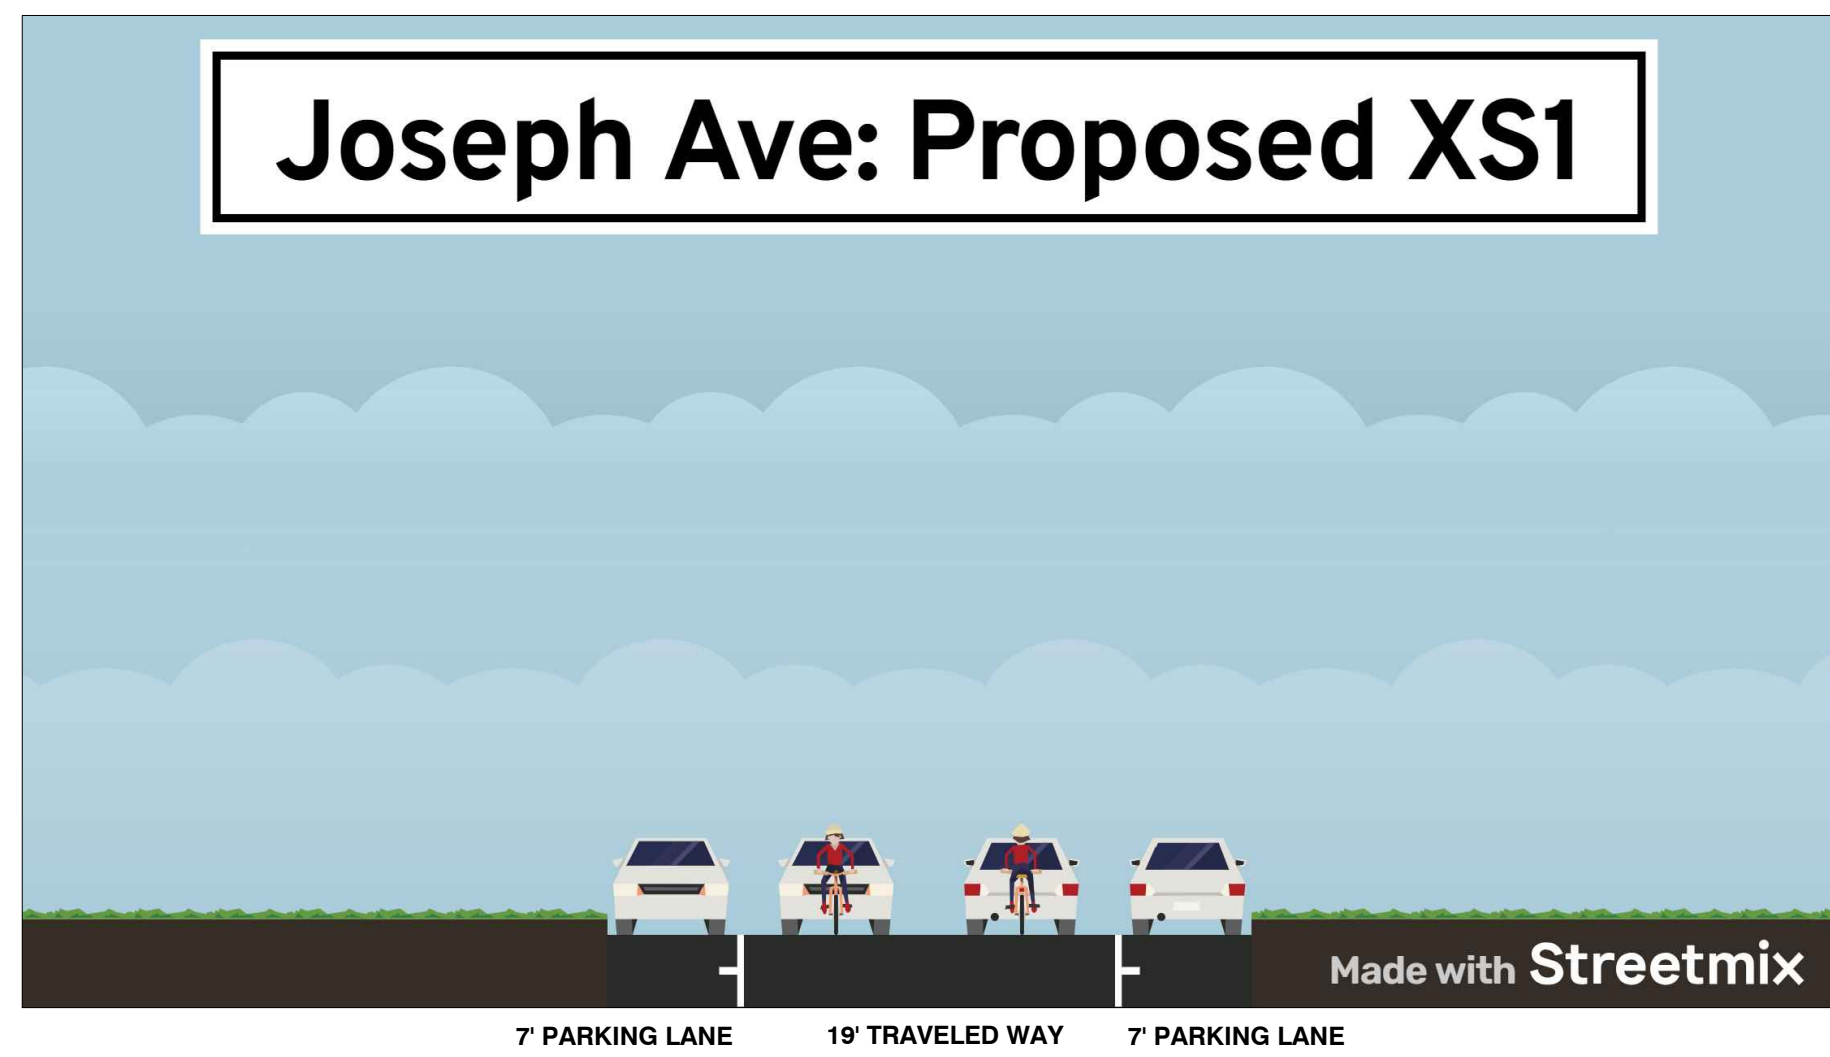 Joseph Ave: Proposed XS1
Made with Streetmix
7' PARKING LANE 19' TRAVELED WAY 7' PARKING LANE